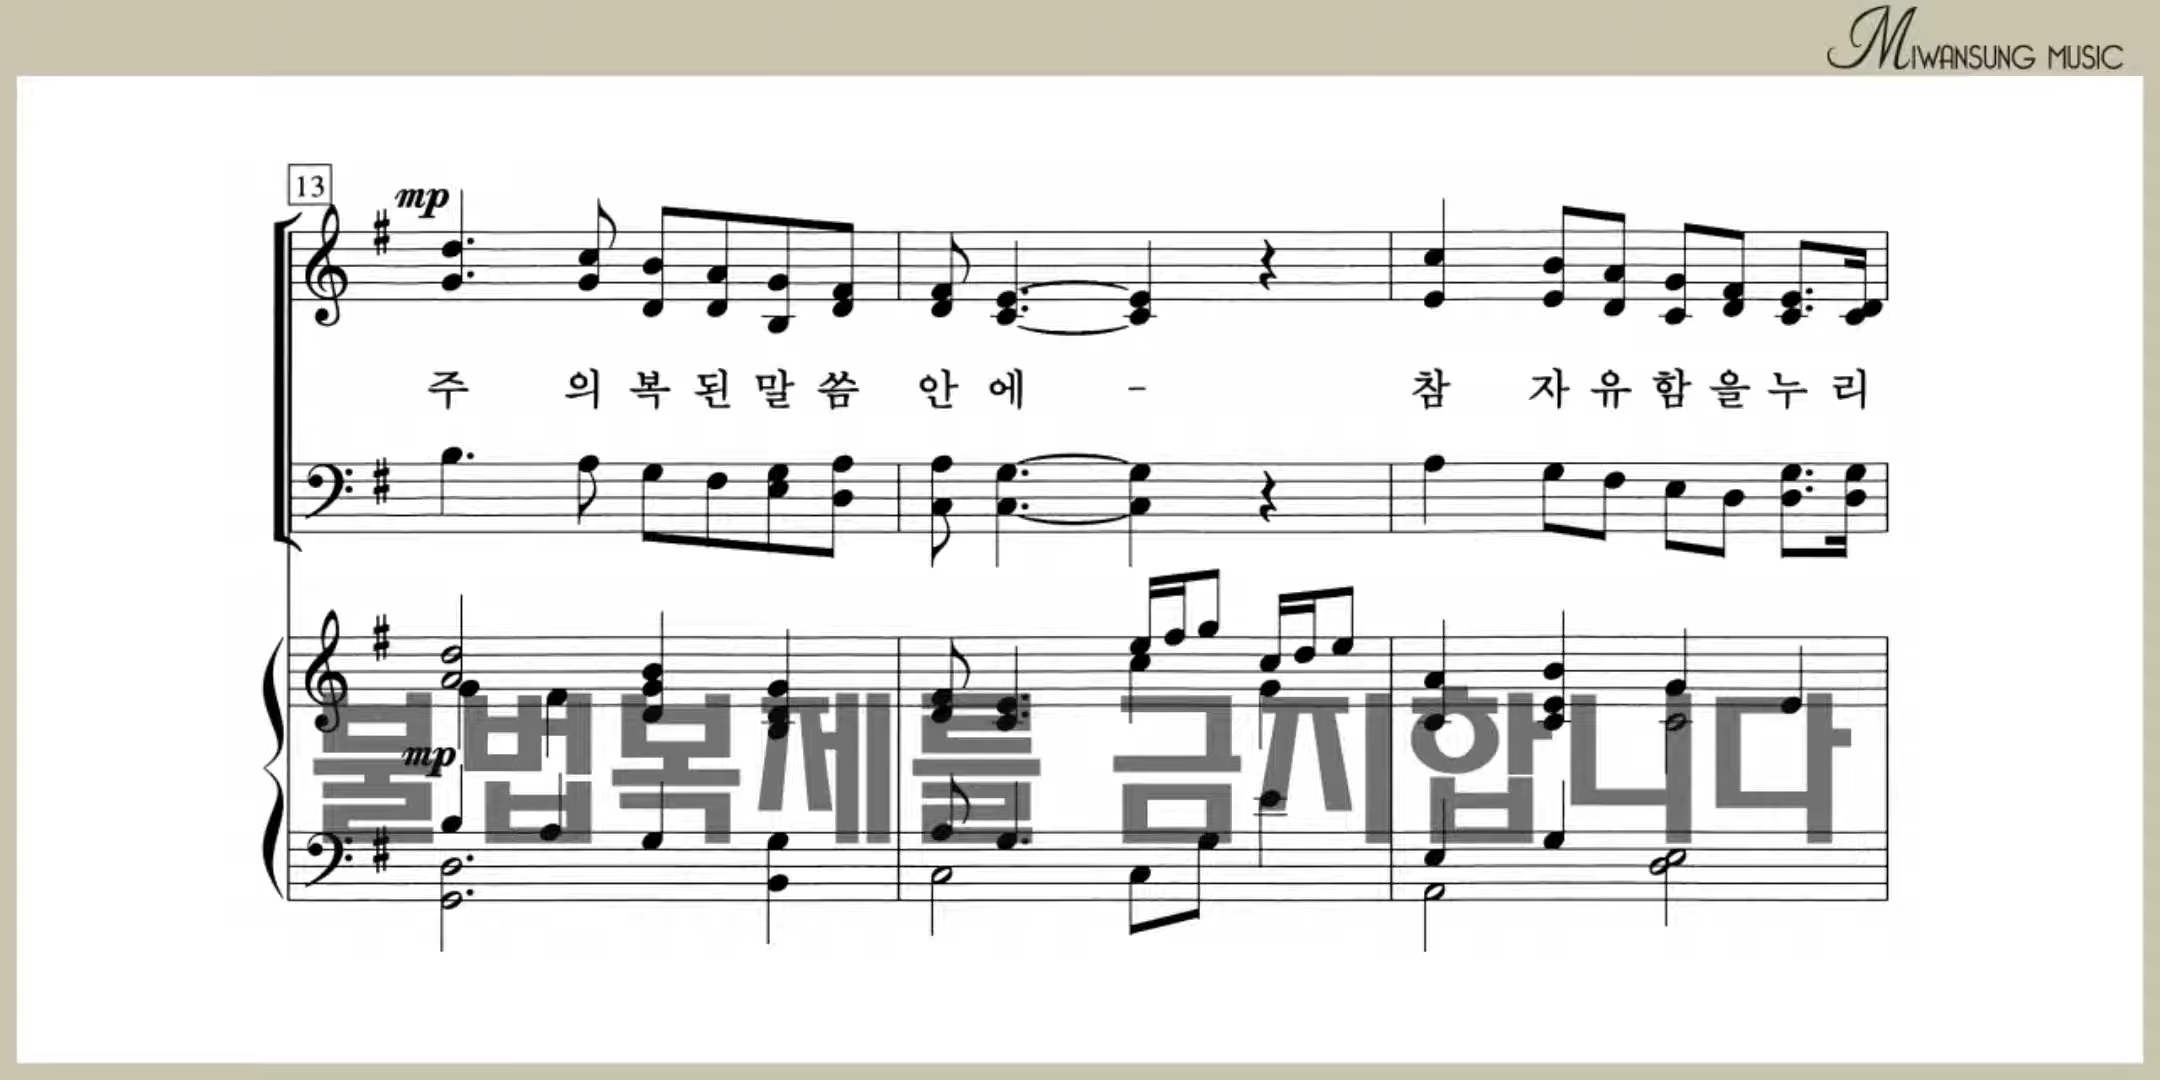 MIWANSUNG MUSIC
13
mp
주 의 복 된 말 씀 안 에 - 참 자 유 함 을 누 리
mp
불법복제를 금지합니다